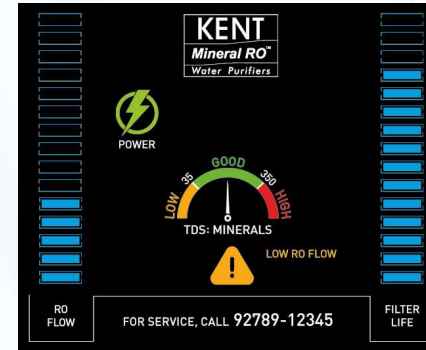 KENT
Mineral RO™
Water Purifiers
POWER
LOW 35 GOOD 350 HIGH
TDS: MINERALS
LOW RO FLOW
RO
FLOW
FOR SERVICE, CALL 92789-12345
FILTER
LIFE